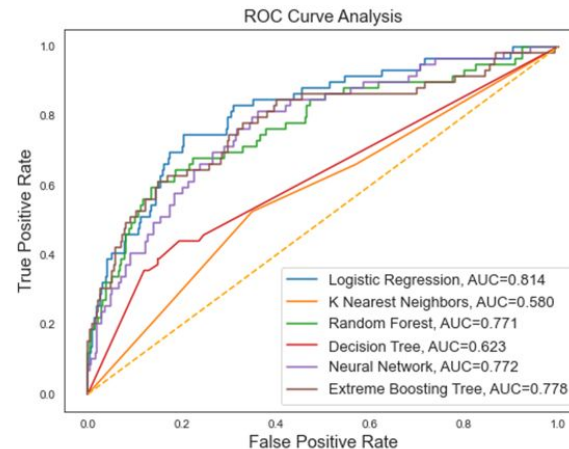 ROC Curve Analysis
True Positive Rate
1.0
0.8
0.6
0.4
0.2
0.0
Logistic Regression, AUC=0.814
K Nearest Neighbors, AUC=0.580
Random Forest, AUC=0.771
Decision Tree, AUC=0.623
Neural Network, AUC=0.772
Extreme Boosting Tree, AUC=0.778
0.0 0.2 0.4 0.6 0.8 1.0
False Positive Rate